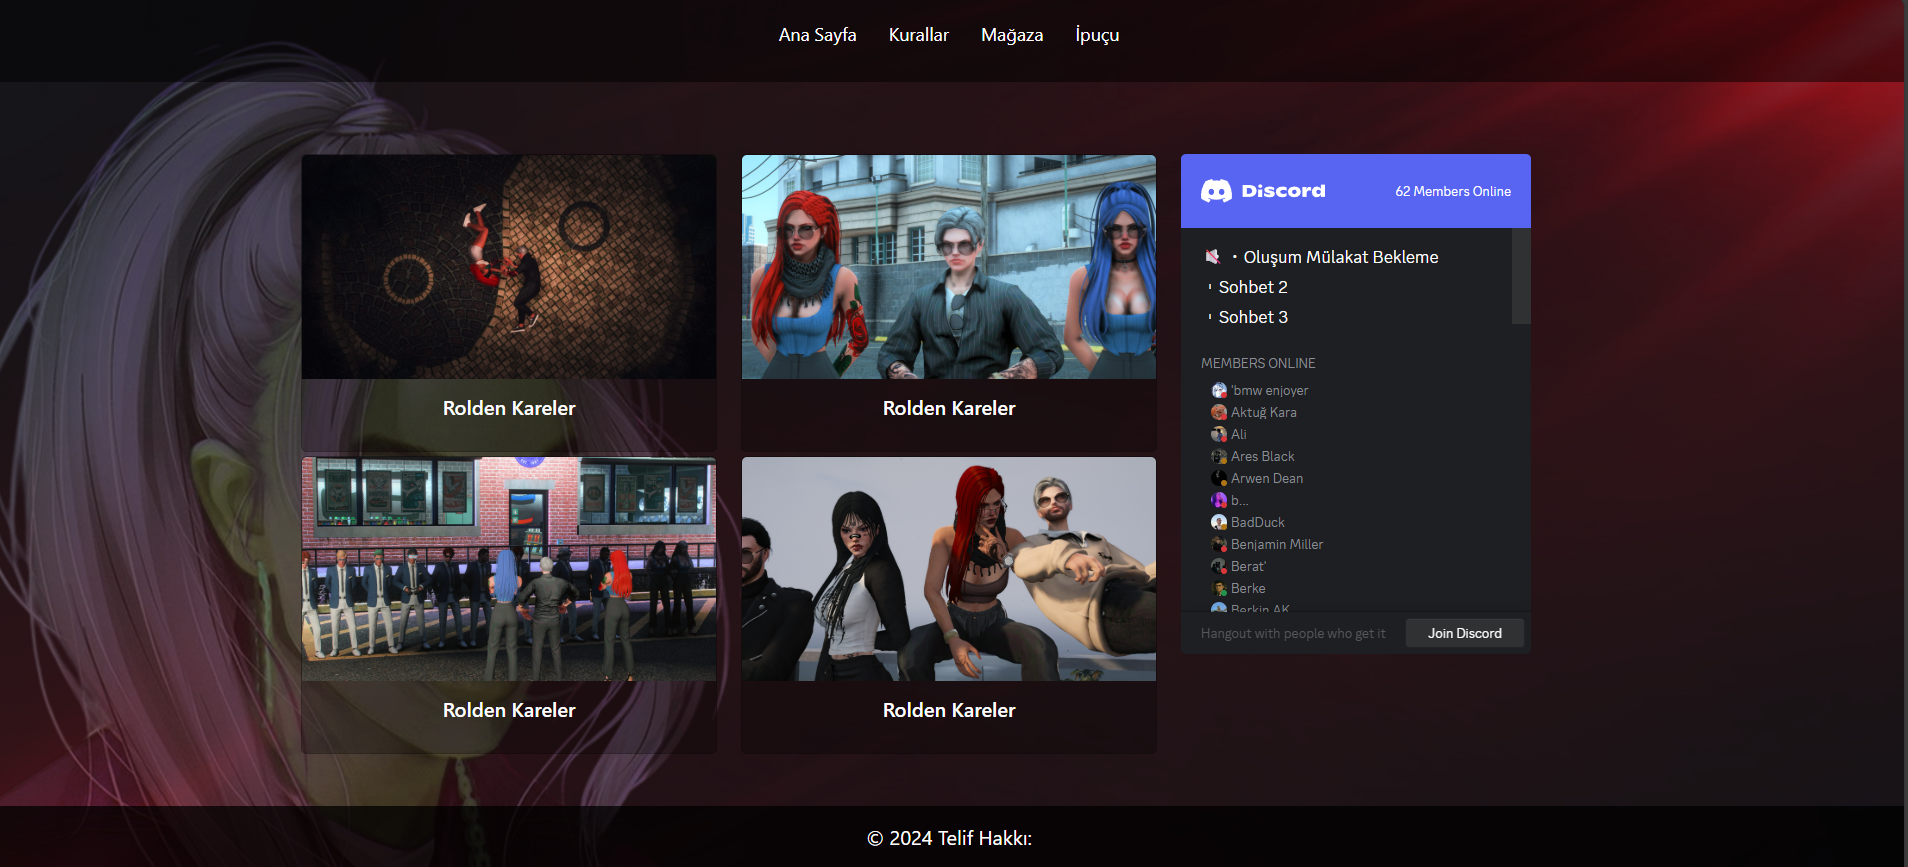 Ana Sayfa Kurallar Mağaza İpuçu
Rolden Kareler
Rolden Kareler
Rolden Kareler
Rolden Kareler
Discord 62 Members Online
• Oluşum Mülakat Bekleme
Sohbet 2
Sohbet 3
MEMBERS ONLINE
'bmw enjoyer
Aktuğ Kara
Ali
Ares Black
Arwen Dean
b...
BadDuck
Benjamin Miller
Berat'
Berke
Berkin AK
Hangout with people who get it Join Discord
© 2024 Telif Hakkı: